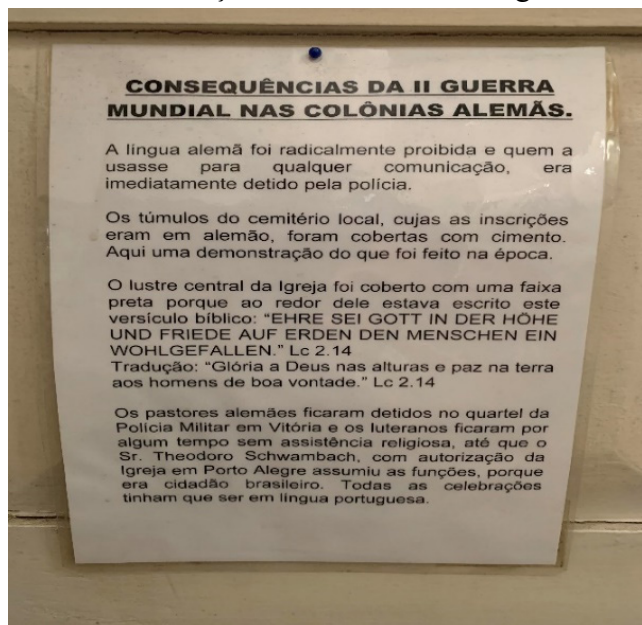 CONSEQUÊNCIAS DA II GUERRA
MUNDIAL NAS COLÔNIAS ALEMÃS.
A língua alemã foi radicalmente proibida e quem a
usasse para qualquer comunicação, era
imediatamente detido pela polícia.
Os túmulos do cemitério local, cujas as inscrições
eram em alemão, foram cobertas com cimento.
Aqui uma demonstração do que foi feito na época.
O lustre central da Igreja foi coberto com uma faixa
preta porque ao redor dele estava escrito este
versículo bíblico: “EHRE SEI GOTT IN DER HÖHE
UND FRIEDE AUF ERDEN DEN MENSCHEN EIN
WOHLGEFALLEN.” Lc 2.14
Tradução: “Glória a Deus nas alturas e paz na terra
aos homens de boa vontade.” Lc 2.14
Os pastores alemães ficaram detidos no quartel da
Polícia Militar em Vitória e os luteranos ficaram por
algum tempo sem assistência religiosa, até que o
Sr. Theodoro Schwambach, com autorização da
Igreja em Porto Alegre assumiu as funções, porque
era cidadão brasileiro. Todas as celebrações
tinham que ser em língua portuguesa.